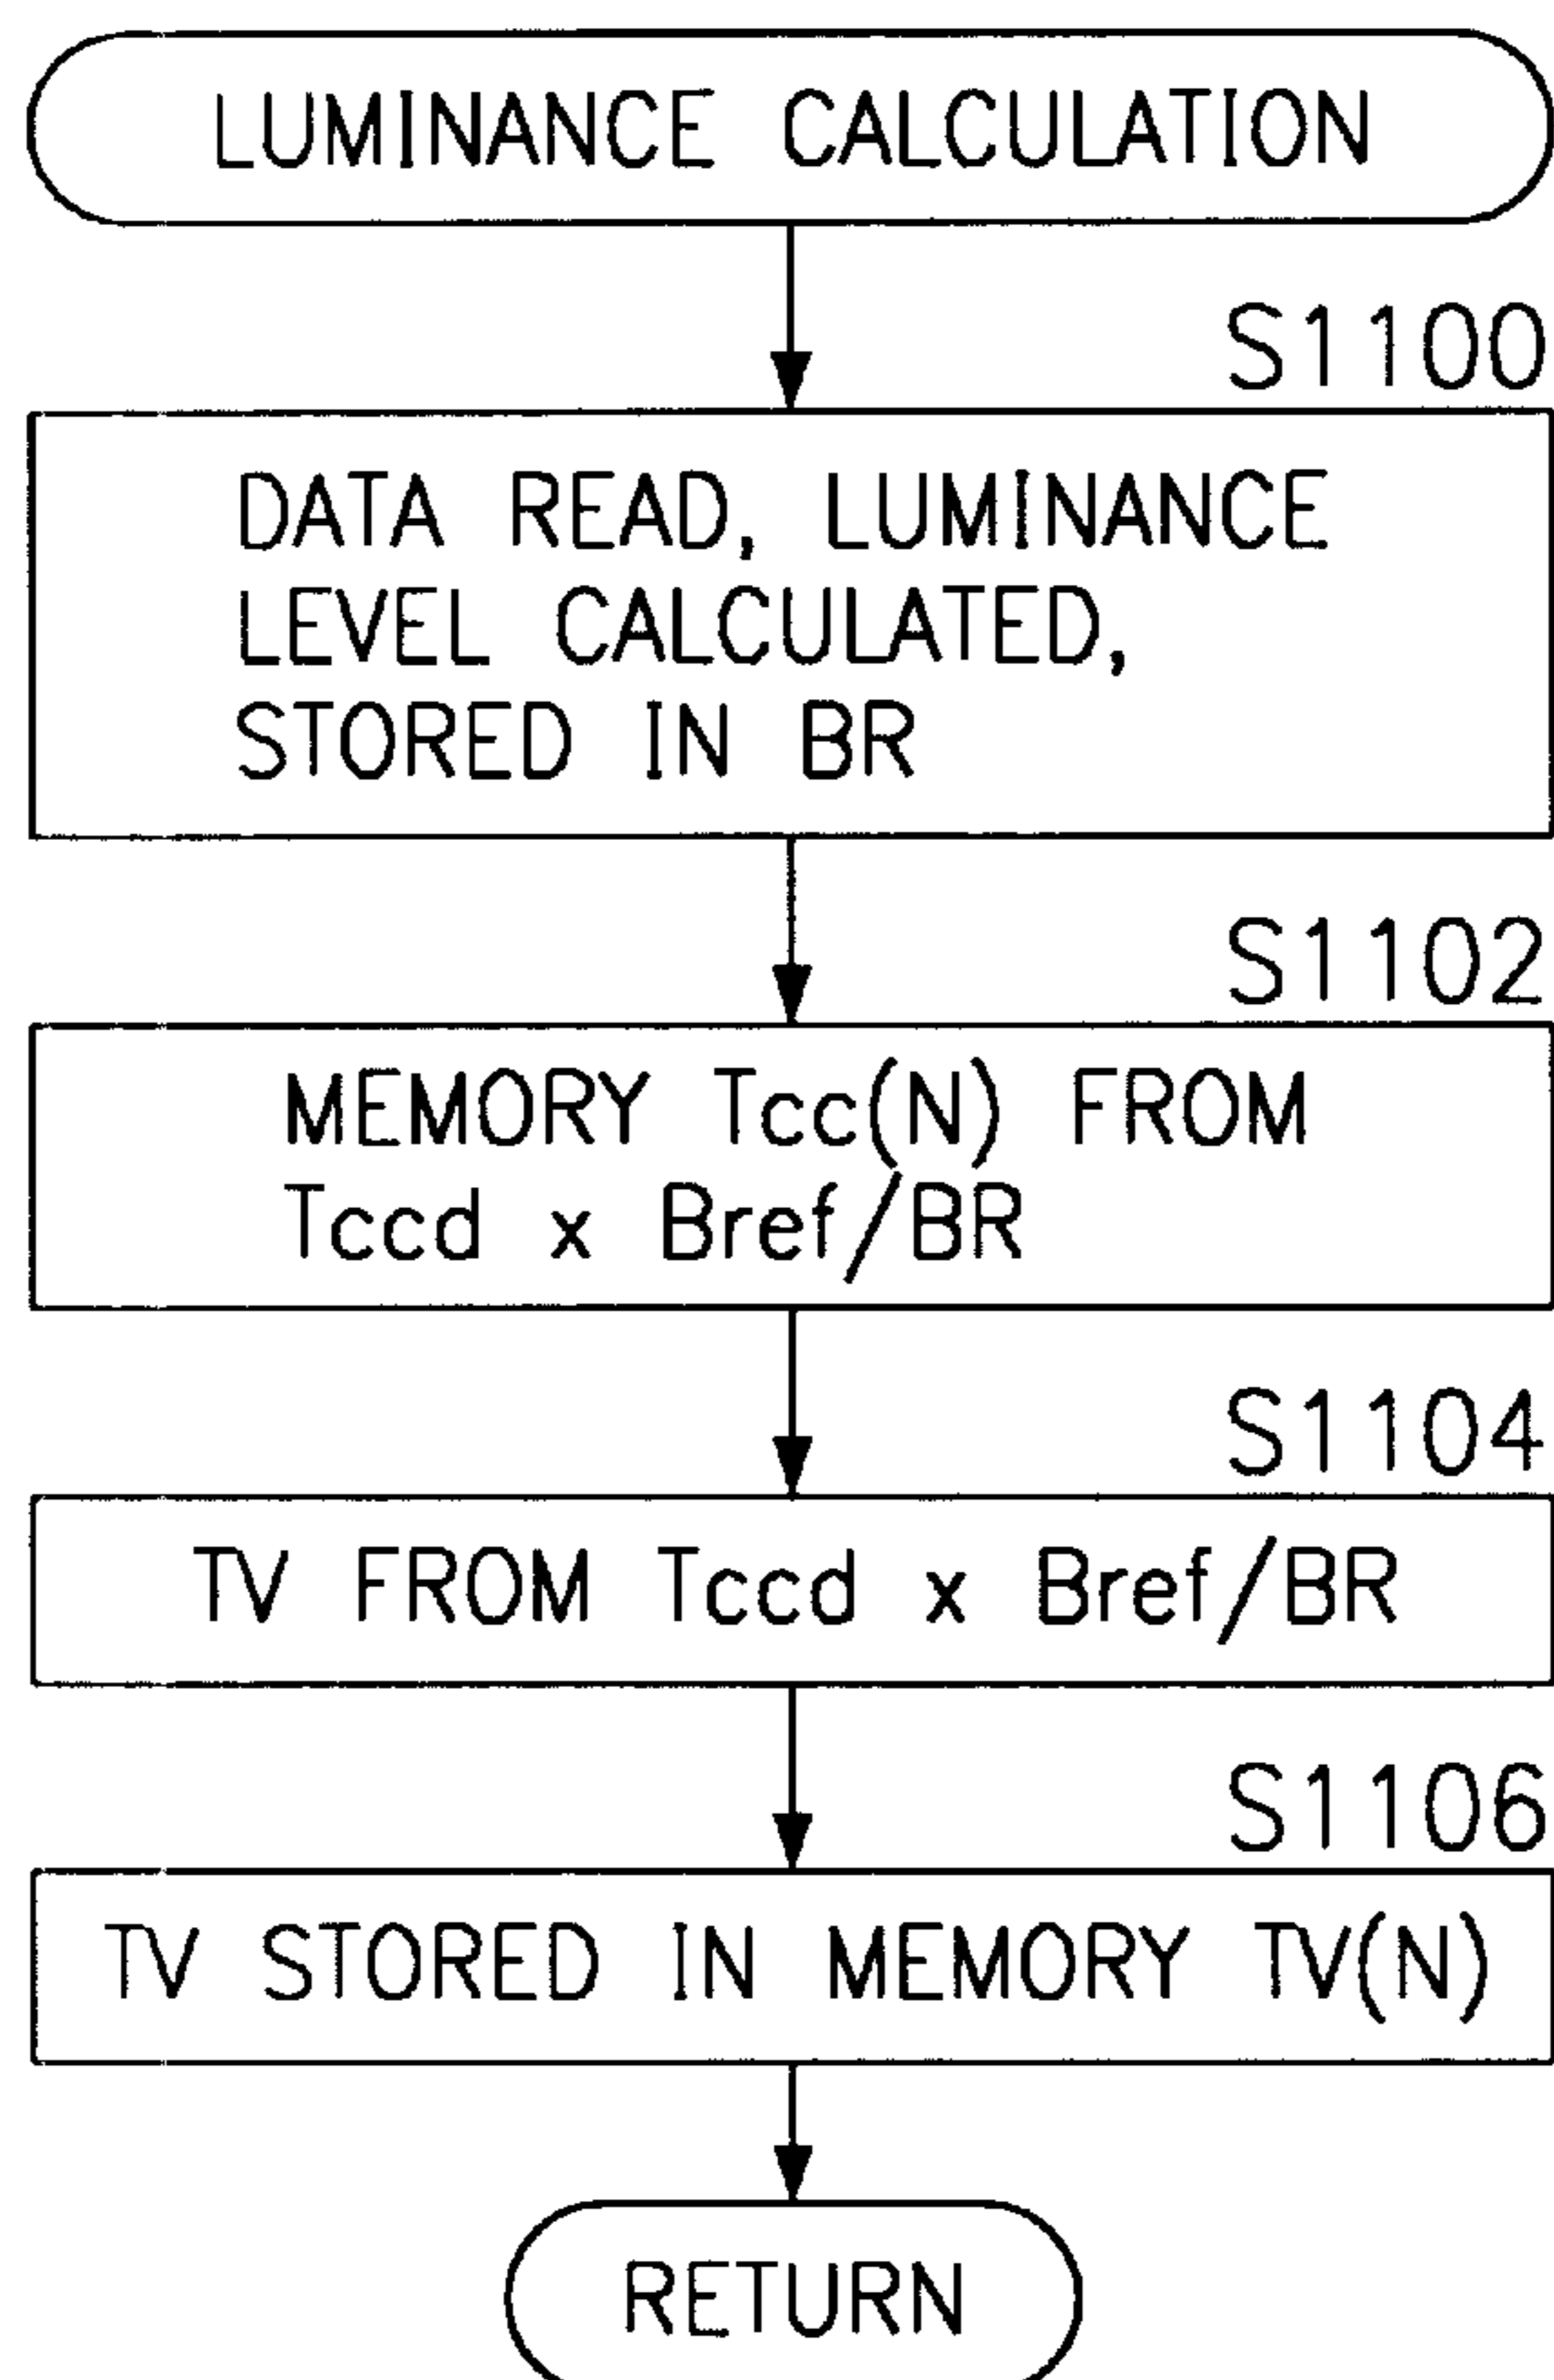 LUMINANCE CALCULATION
S1100
DATA READ, LUMINANCE
LEVEL CALCULATED,
STORED IN BR
S1102
MEMORY Tcc(N) FROM
Tccd x Bref/BR
S1104
TV FROM Tccd x Bref/BR
S1106
TV STORED IN MEMORY TV(N)
RETURN